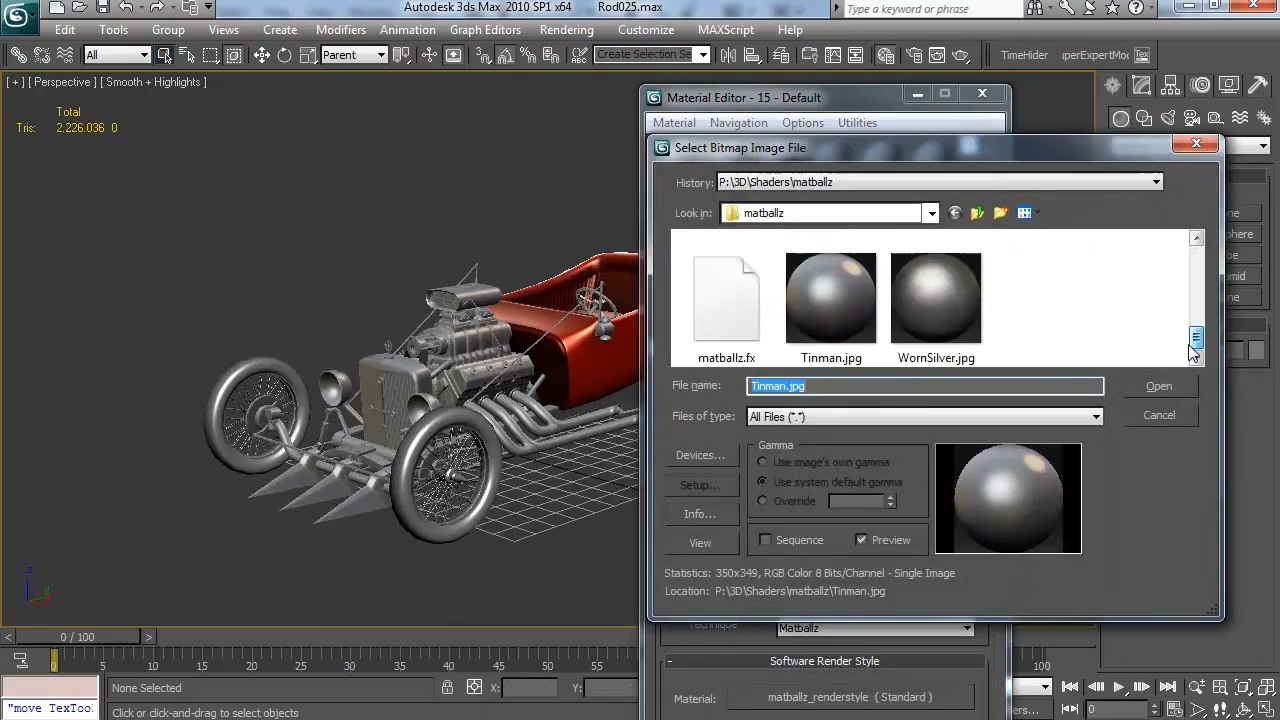 Autodesk 3ds Max 2010 SP1 x64 Rod025.max
Type a keyword or phrase
Edit Tools Group Views Create Modifiers Animation Graph Editors Rendering Customize MAXScript Help
All Parent Create Selection Se TimeHider perExpertMod Tex
[ + ] [ Perspective ] [ Smooth + Highlights ]
Total
Tris: 2.226.036 0
Material Editor - 15 - Default
Material Navigation Options Utilities
Select Bitmap Image File
History: P:\3D\Shaders\matballz
Look in: matballz
matballz.fx Tinman.jpg WornSilver.jpg
File name: Tinman.jpg Open
Files of type: All Files (*.*) Cancel
Devices... Gamma
Use image's own gamma
Setup... Use system default gamma
Override
Info...
View Sequence Preview
Statistics: 350x349, RGB Color 8 Bits/Channel - Single Image
Location: P:\3D\Shaders\matballz\Tinman.jpg
Technique Matballz
Software Render Style
Material: matballz_renderstyle ( Standard )
0 / 100
0 5 10 15 20 25 30 35 40 45 50 55 60 100
None Selected X: Y:
"move TexToo Click or click-and-drag to select objects
0